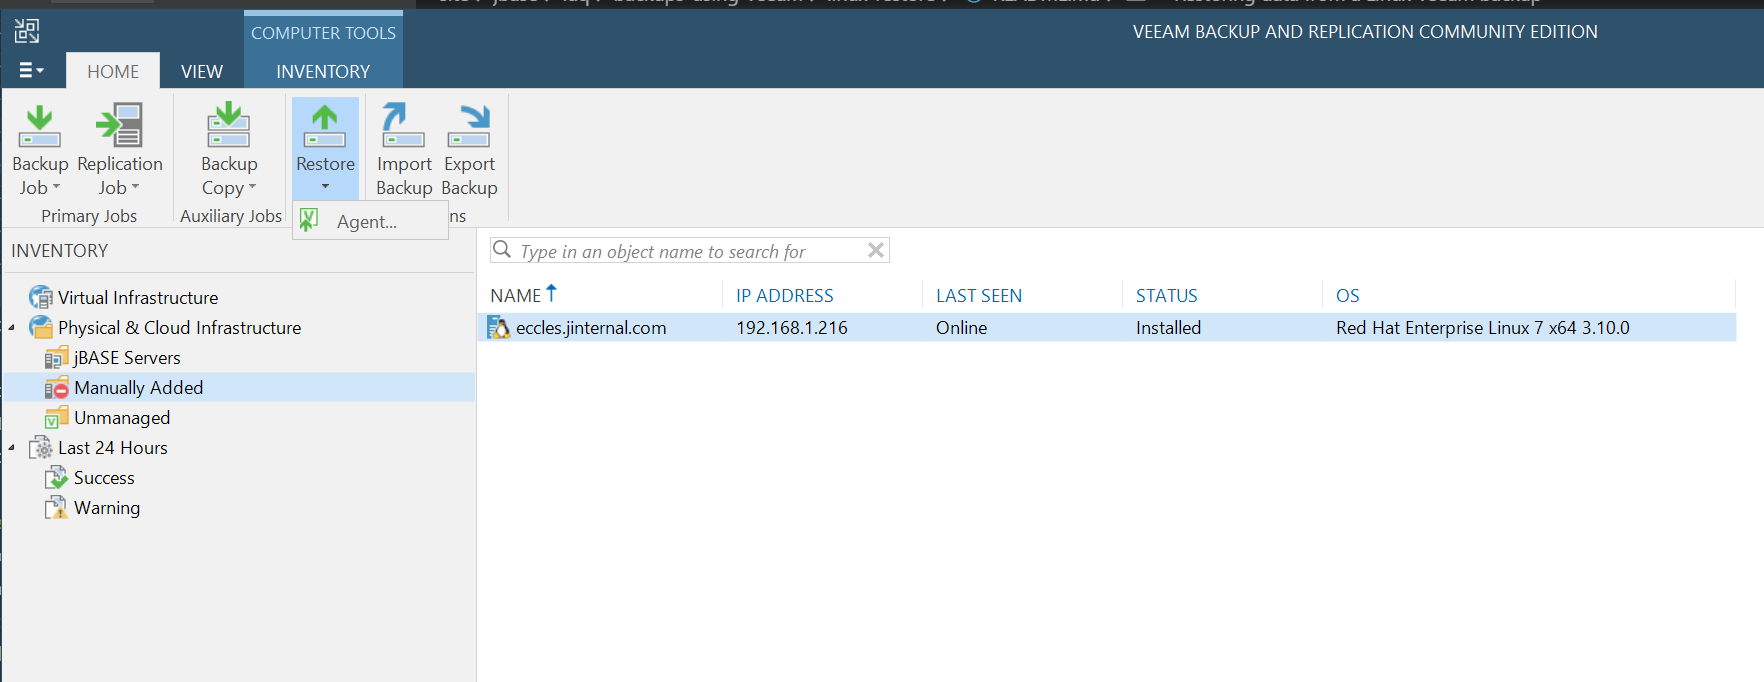 VEEAM BACKUP AND REPLICATION COMMUNITY EDITION
COMPUTER TOOLS
HOME VIEW INVENTORY
Backup Job
Replication Job
Primary Jobs
Backup Copy
Auxiliary Jobs
Restore
Import Backup
Export Backup
ns
Agent...
INVENTORY
Virtual Infrastructure
Physical & Cloud Infrastructure
jBASE Servers
Manually Added
Unmanaged
Last 24 Hours
Success
Warning
Type in an object name to search for
NAME IP ADDRESS LAST SEEN STATUS OS
eccles.jinternal.com 192.168.1.216 Online Installed Red Hat Enterprise Linux 7 x64 3.10.0